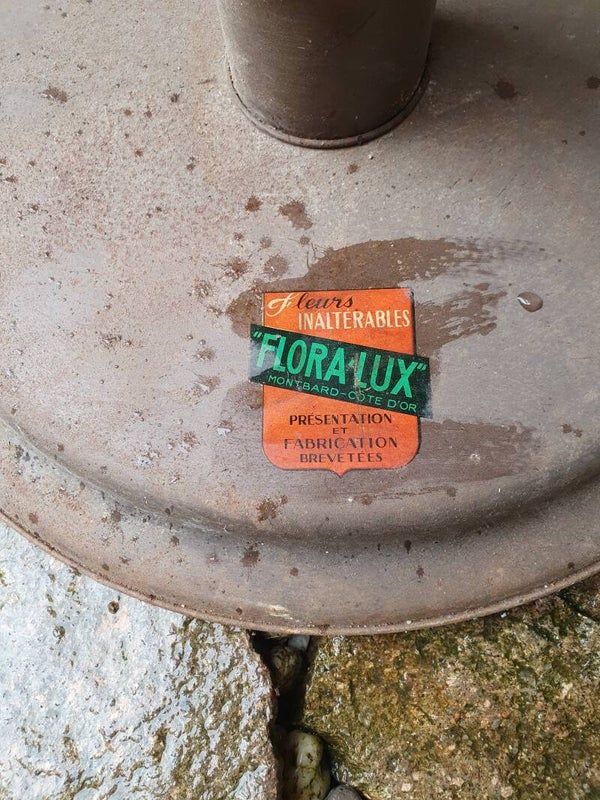 Fleurs
INALTÉRABLES
"FLORA-LUX"
MONTBARD-CÔTE D'OR
PRÉSENTATION
ET
FABRICATION
BREVETÉES